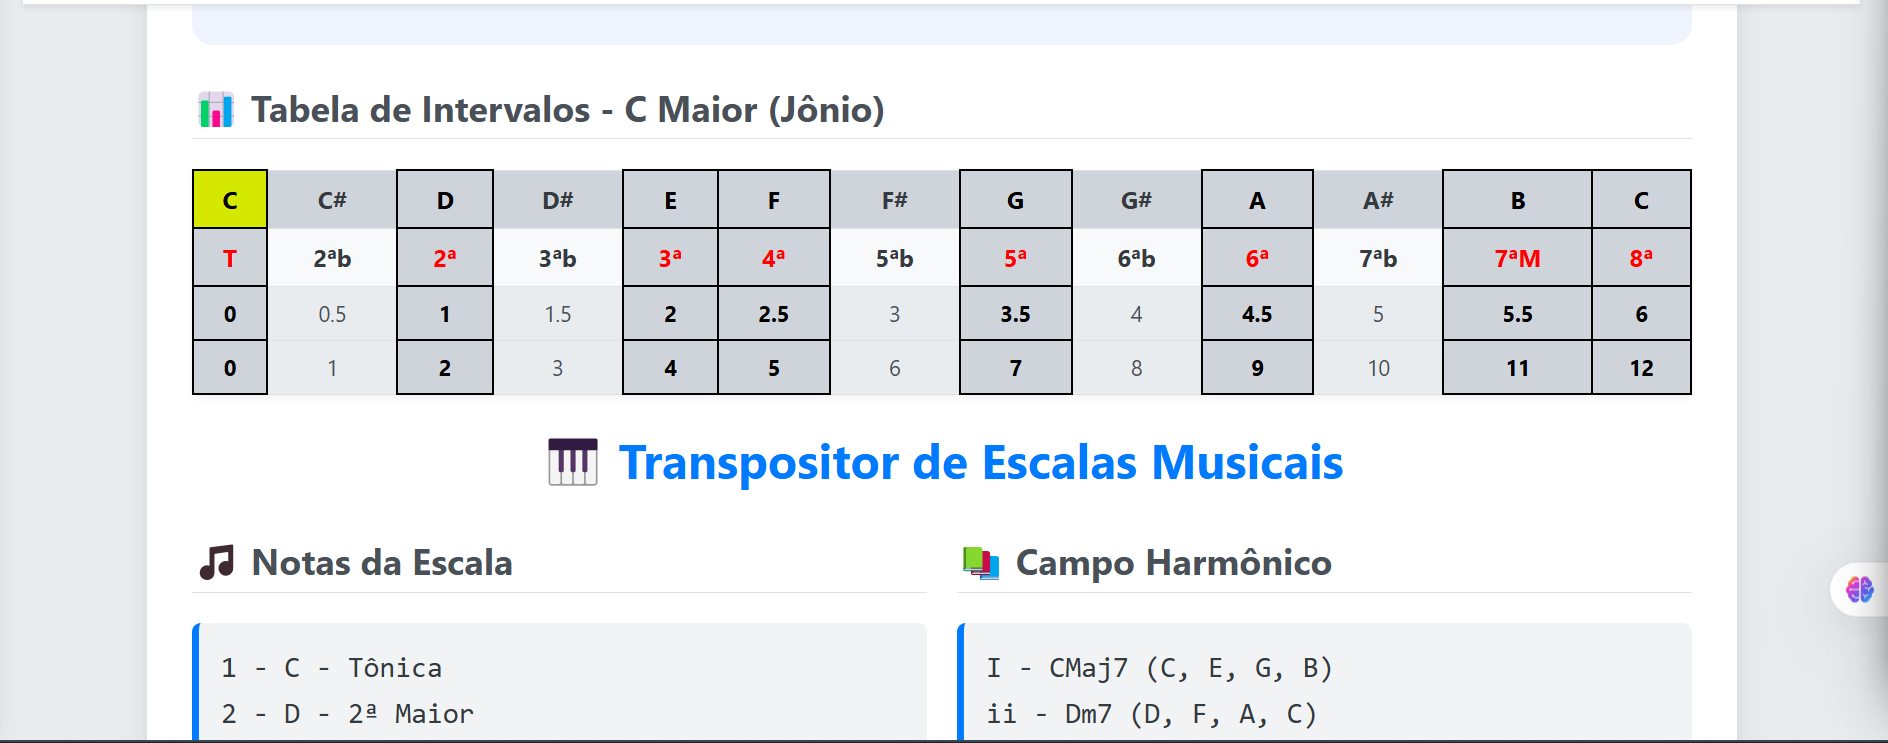 Tabela de Intervalos - C Maior (Jônio)
C C# D D# E F F# G G# A A# B C
T 2ªb 2ª 3ªb 3ª 4ª 5ªb 5ª 6ªb 6ª 7ªb 7ªM 8ª
0 0.5 1 1.5 2 2.5 3 3.5 4 4.5 5 5.5 6
0 1 2 3 4 5 6 7 8 9 10 11 12
Transpositor de Escalas Musicais
Notas da Escala
1 - C - Tônica
2 - D - 2ª Maior
Campo Harmônico
I - CMaj7 (C, E, G, B)
ii - Dm7 (D, F, A, C)